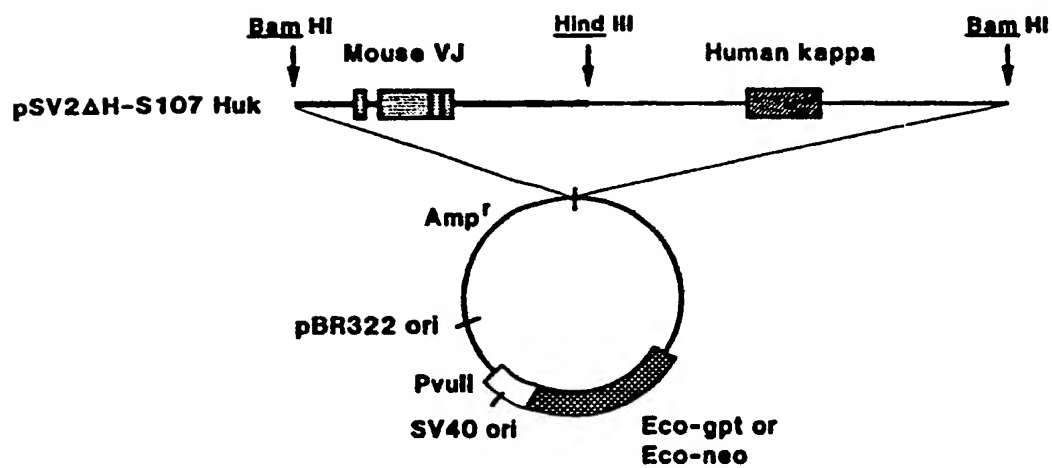 Bam HI
Hind III
Bam HI
Mouse VJ
Human kappa
pSV2ΔH-S107 Huk
Amp^r
pBR322 ori
PvuII
SV40 ori
Eco-gpt or
Eco-neo